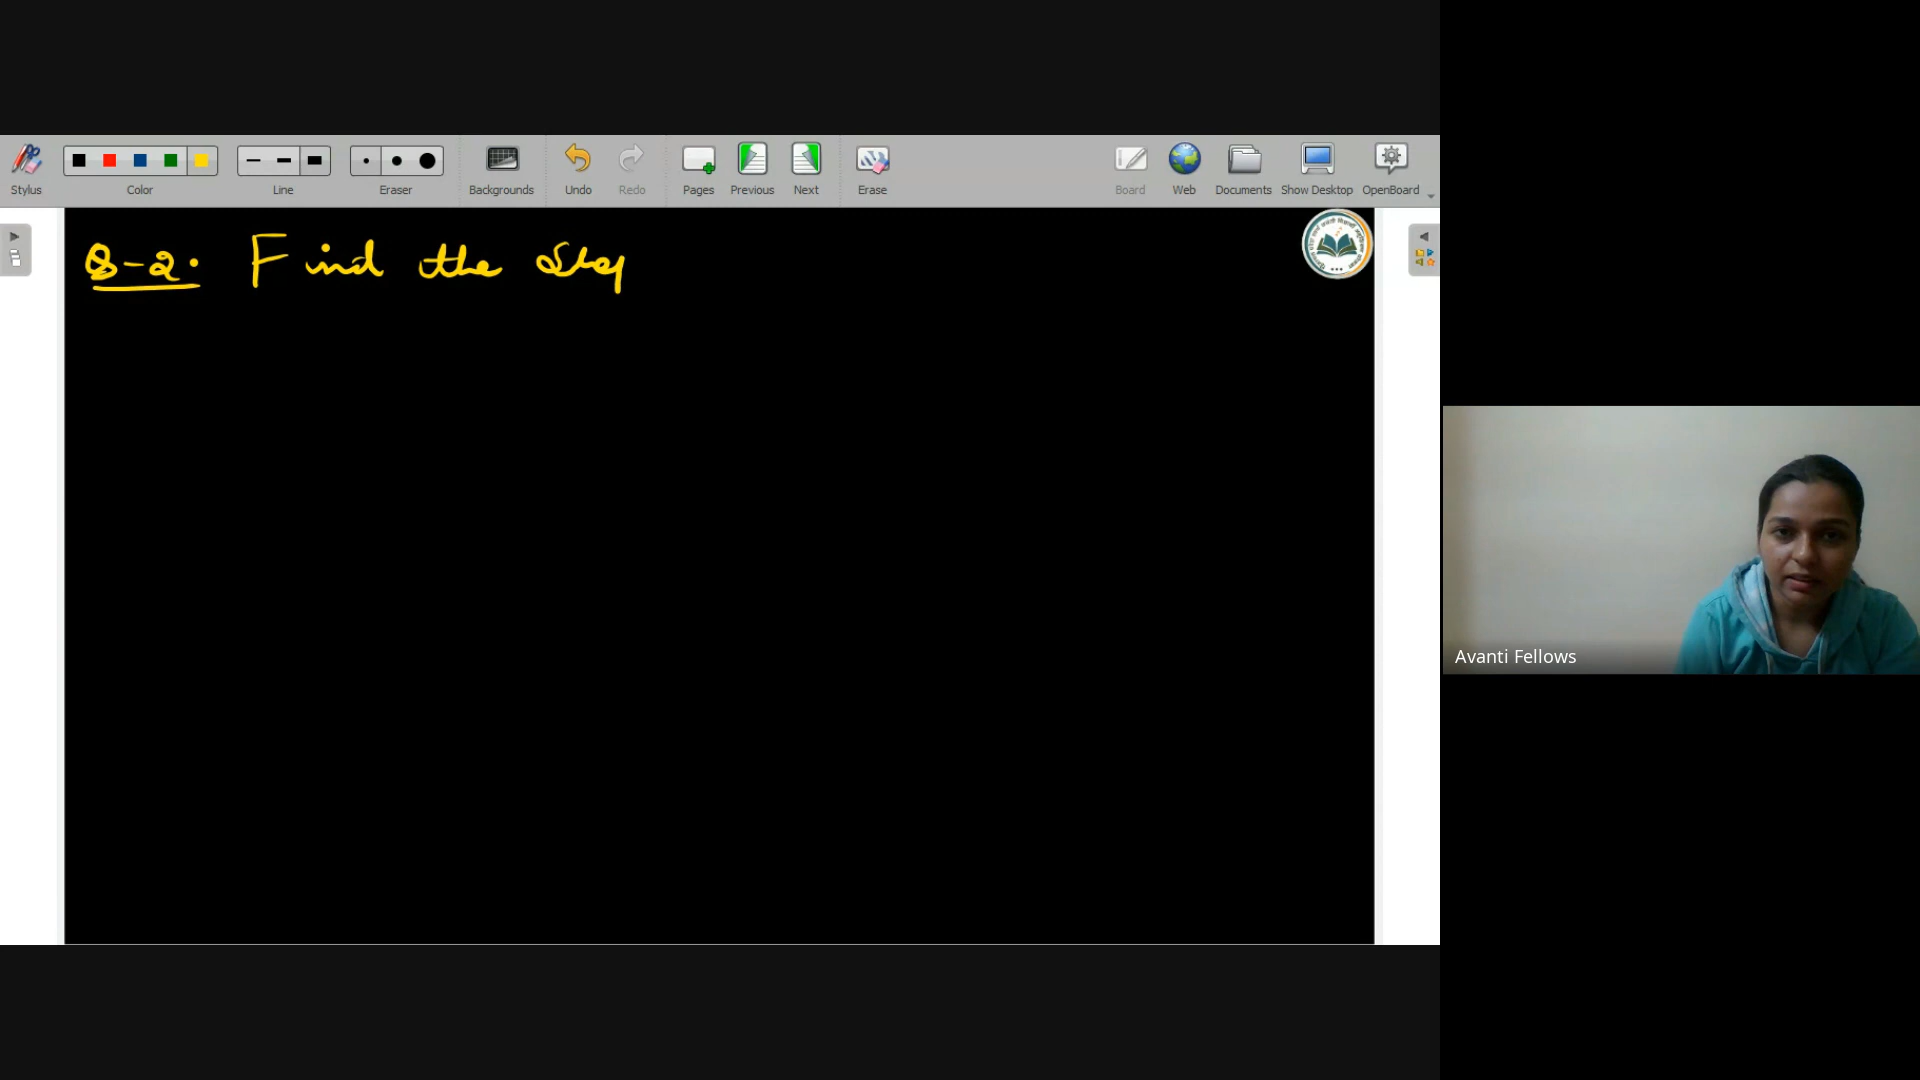 Stylus Color Line Eraser Backgrounds Undo Redo Pages Previous Next Erase Board Web Documents Show Desktop OpenBoard
Q-2. Find the
Avanti Fellows